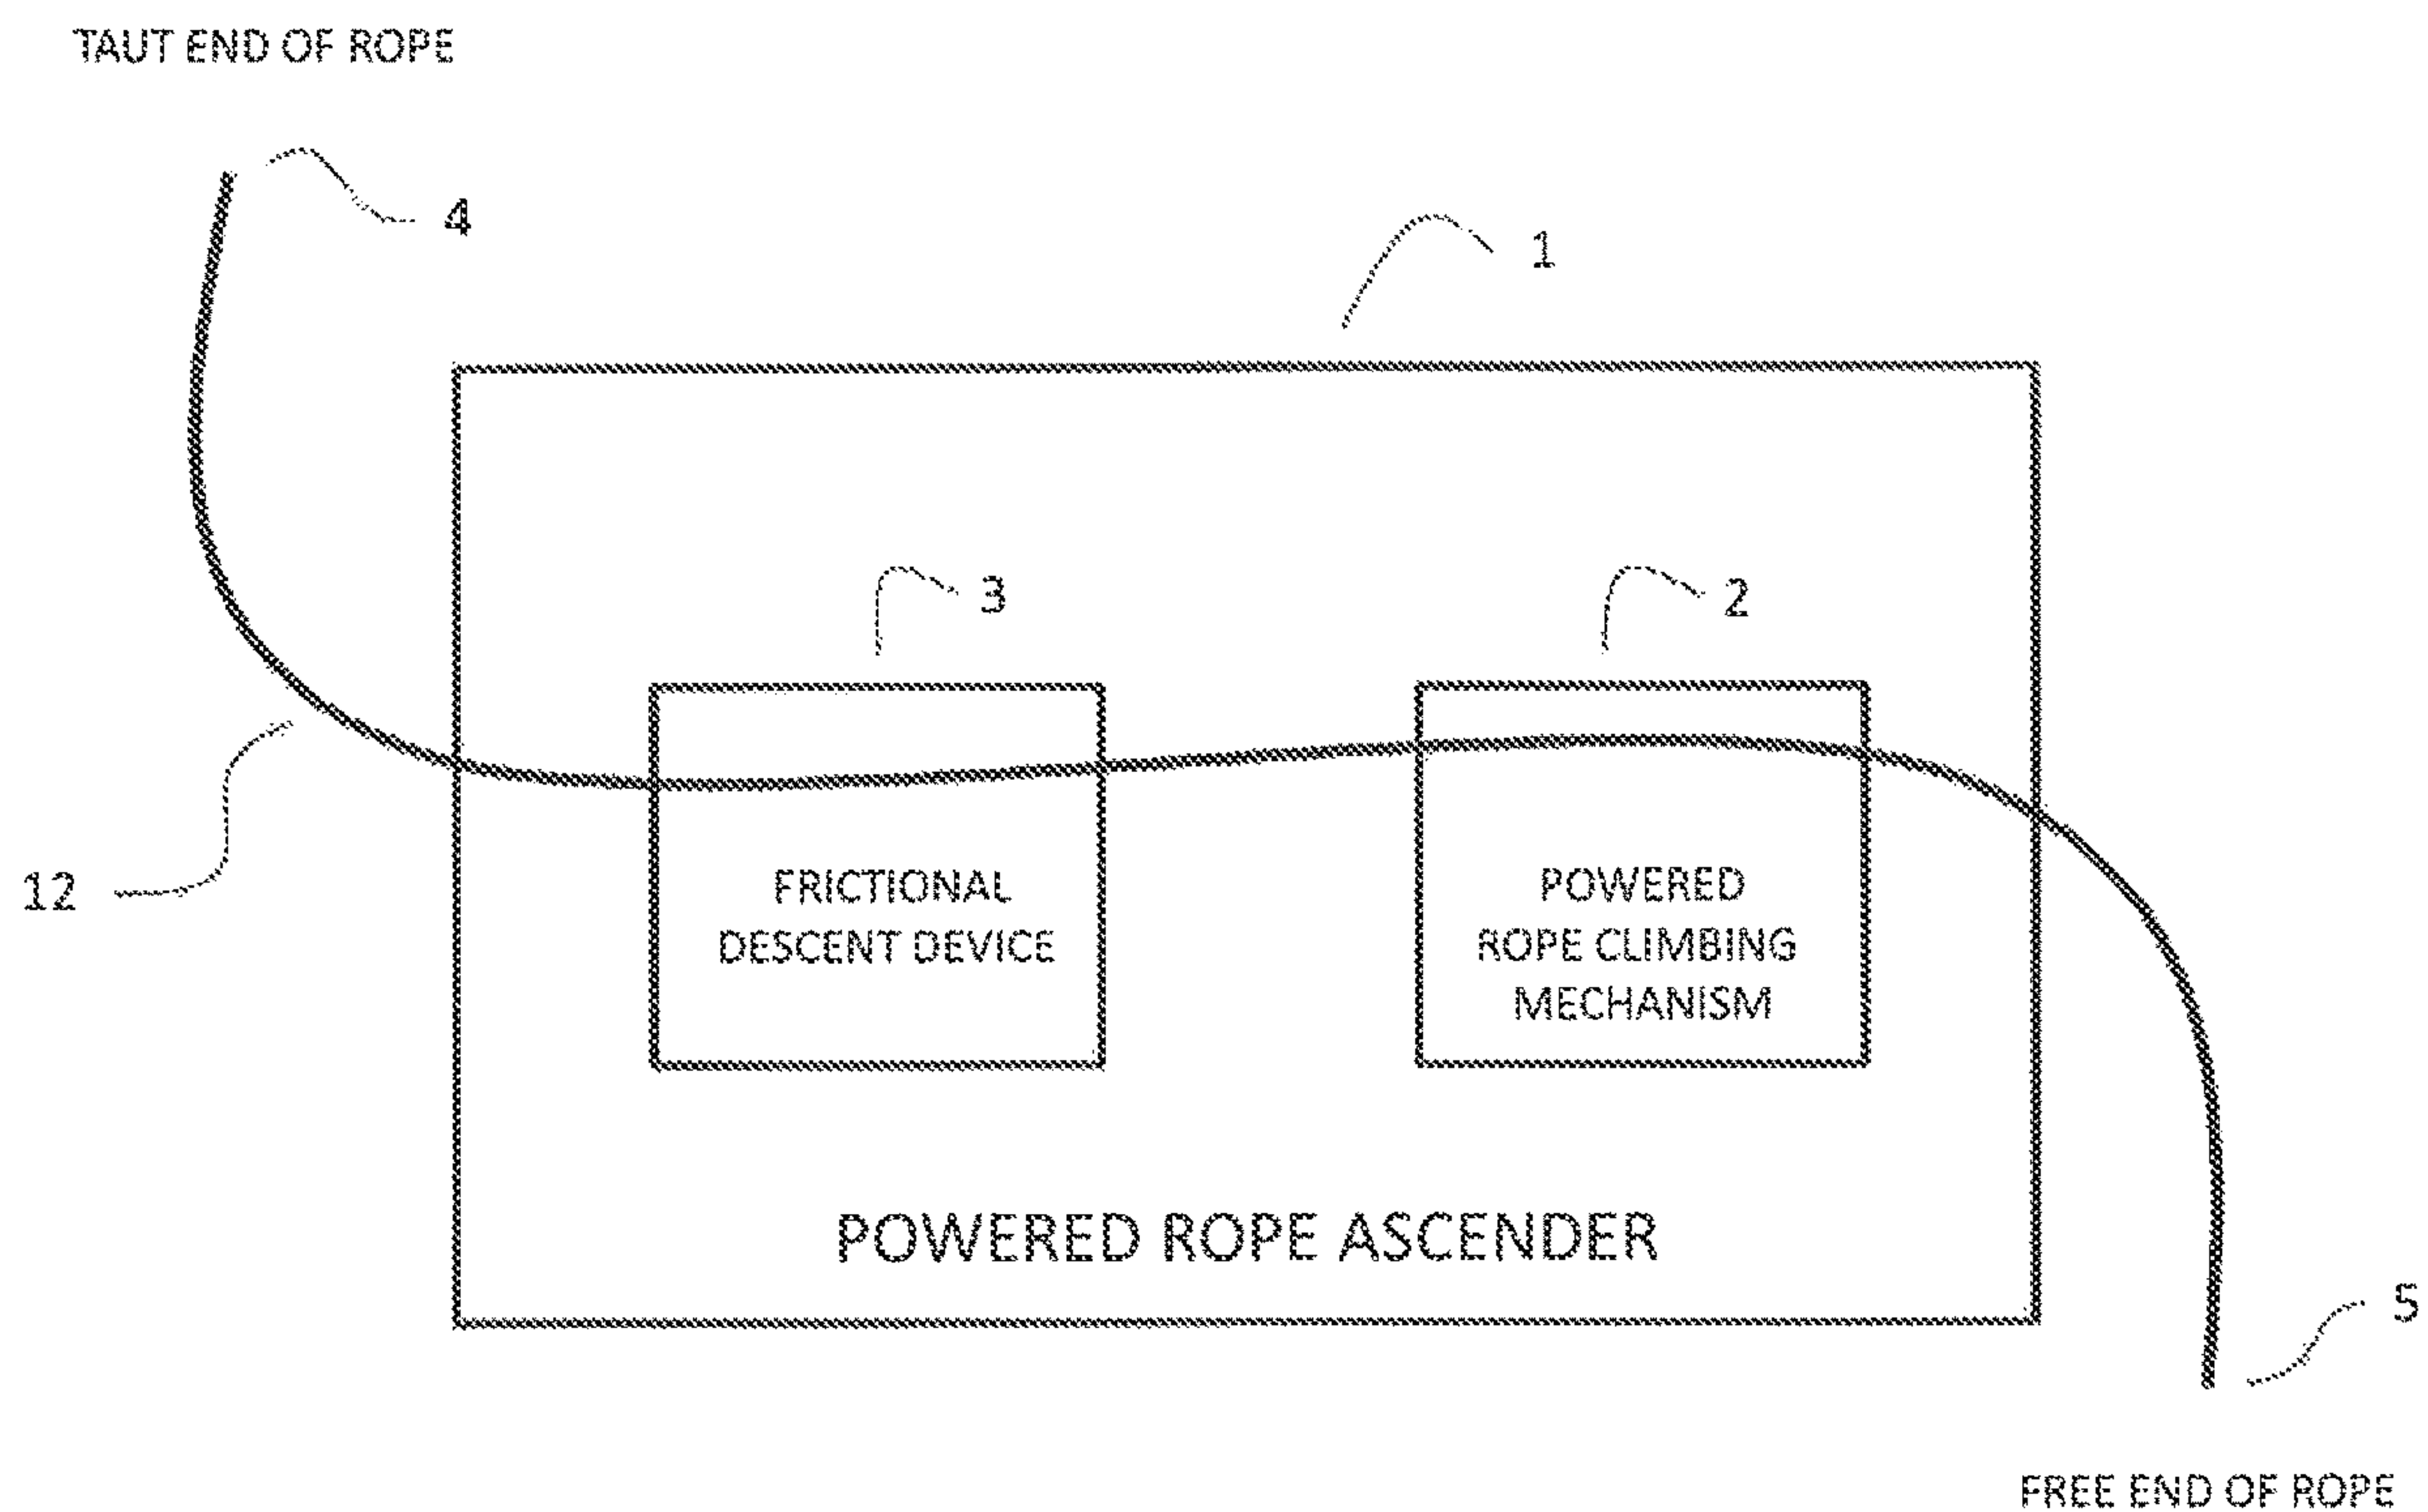 TAUT END OF ROPE
4
1
3
2
12
FRICTIONAL
DESCENT DEVICE
POWERED
ROPE CLIMBING
MECHANISM
POWERED ROPE ASCENDER
5
FREE END OF ROPE